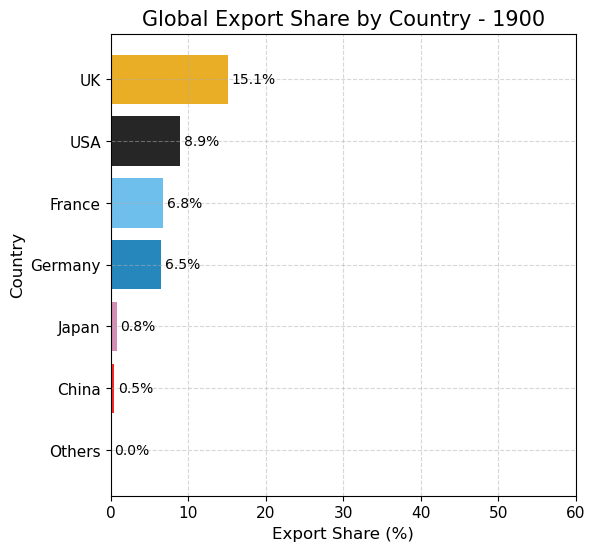 Global Export Share by Country - 1900
UK
15.1%
USA
8.9%
France
6.8%
Germany
6.5%
Japan
0.8%
China
0.5%
Others
0.0%
Country
0 10 20 30 40 50 60
Export Share (%)